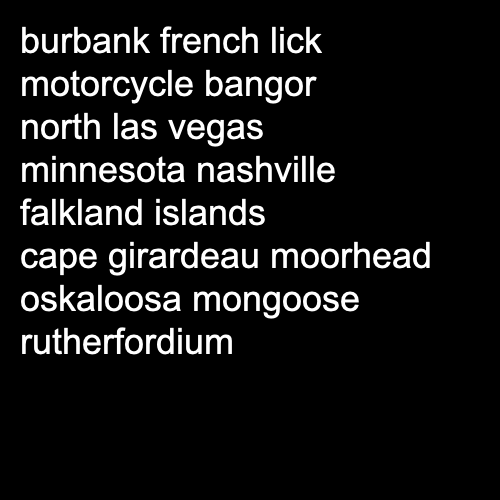 burbank french lick
motorcycle bangor
north las vegas
minnesota nashville
falkland islands
cape girardeau moorhead
oskaloosa mongoose
rutherfordium